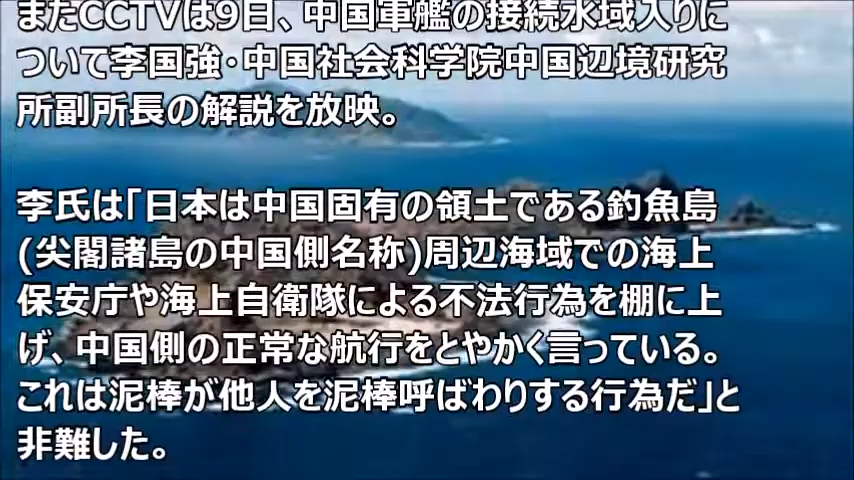 またCCTVは9日、中国軍艦の接続水域入りに
ついて李国強･中国社会科学院中国辺境研究
所副所長の解説を放映。
李氏は｢日本は中国固有の領土である釣魚島
(尖閣諸島の中国側名称)周辺海域での海上
保安庁や海上自衛隊による不法行為を棚に上
げ、中国側の正常な航行をとやかく言っている。
これは泥棒が他人を泥棒呼ばわりする行為だ｣と
非難した。